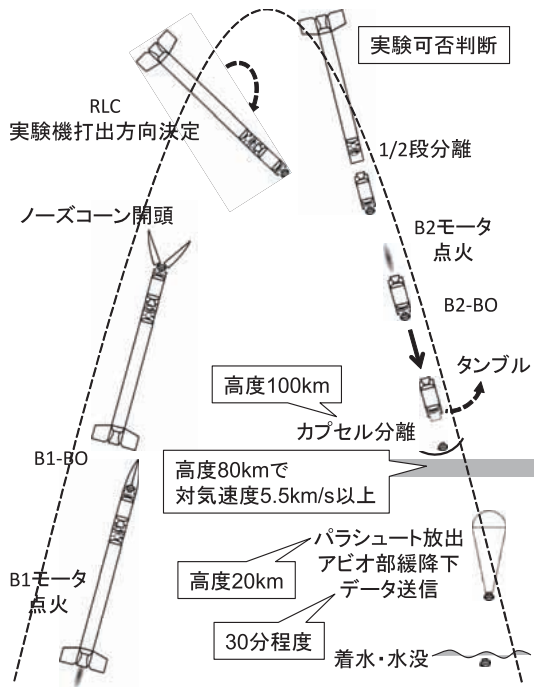 実験可否判断
RLC
実験機打出方向決定
1/2段分離
ノーズコーン開頭
B2モータ
点火
B2-BO
タンブル
高度100km
カプセル分離
B1-BO
高度80kmで
対気速度5.5km/s以上
パラシュート放出
アビオ部緩降下
データ送信
B1モータ
点火
高度20km
30分程度
着水・水没